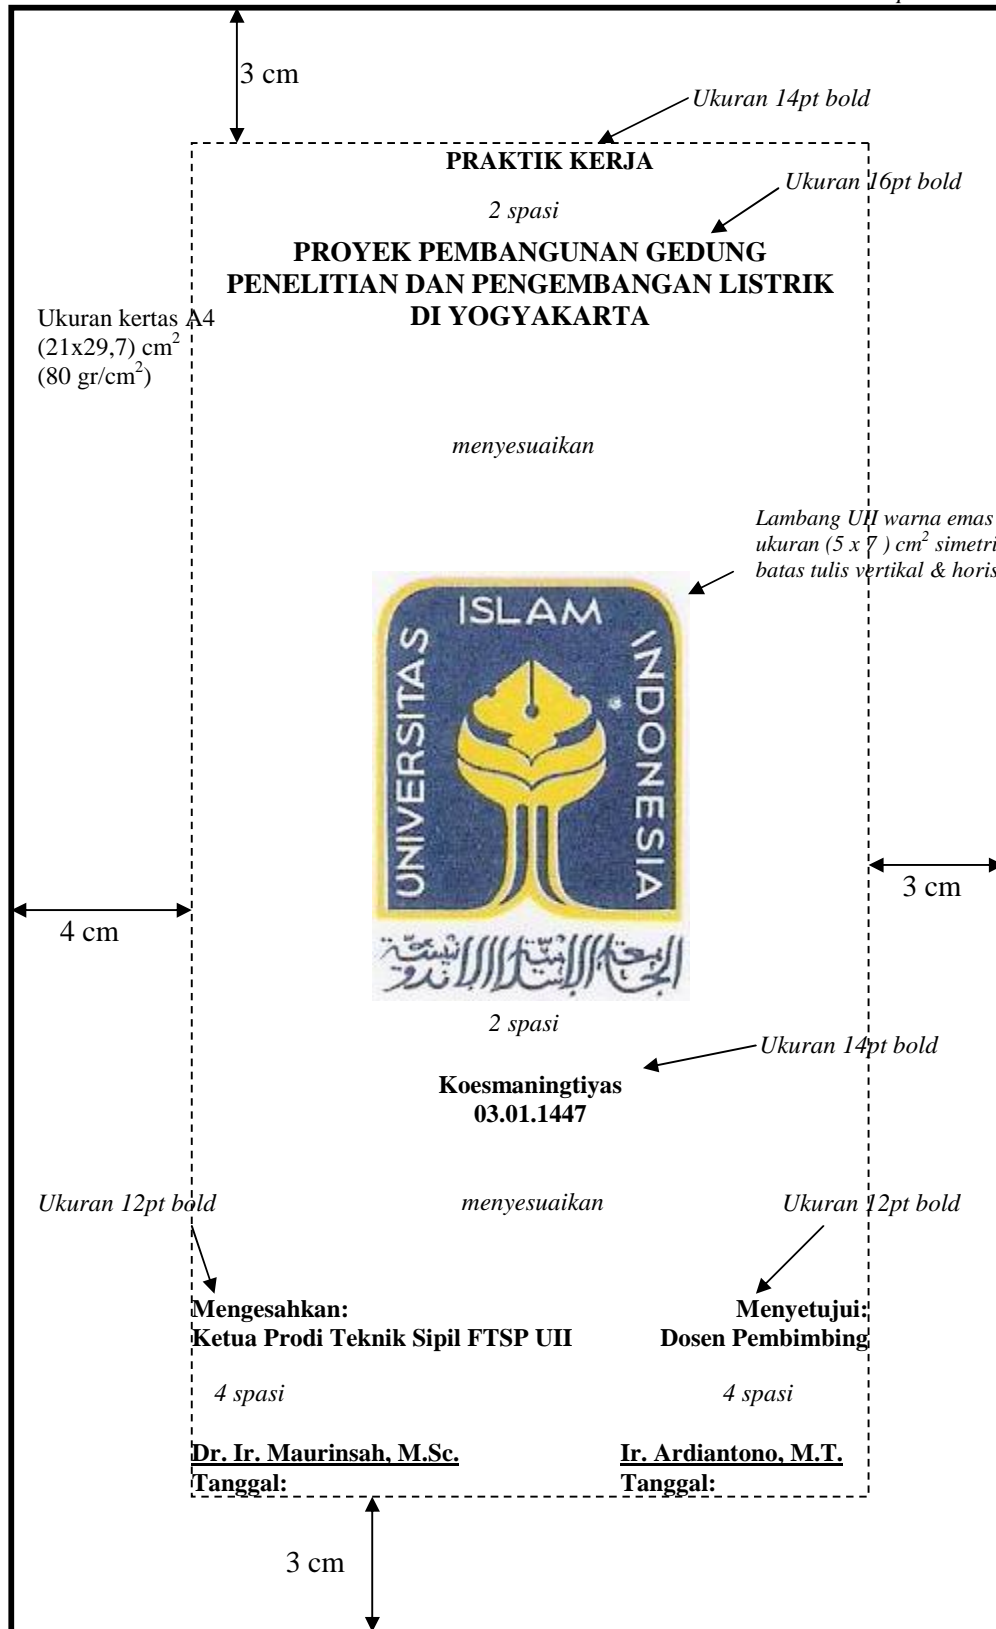 3 cm
Ukuran 14pt bold
PRAKTIK KERJA
Ukuran 16pt bold
2 spasi
PROYEK PEMBANGUNAN GEDUNG
PENELITIAN DAN PENGEMBANGAN LISTRIK
DI YOGYAKARTA
Ukuran kertas A4
(21x29,7) cm²
(80 gr/cm²)
menyesuaikan
Lambang UII warna emas
ukuran (5 x 7 ) cm² simetri
batas tulis vertikal & horis
UNIVERSITAS
ISLAM
INDONESIA
3 cm
4 cm
2 spasi
Ukuran 14pt bold
Koesmaningtiyas
03.01.1447
Ukuran 12pt bold
menyesuaikan
Ukuran 12pt bold
Mengesahkan:
Menyetujui:
Ketua Prodi Teknik Sipil FTSP UII
Dosen Pembimbing
4 spasi
4 spasi
Dr. Ir. Maurinsah, M.Sc.
Ir. Ardiantono, M.T.
Tanggal:
Tanggal:
3 cm